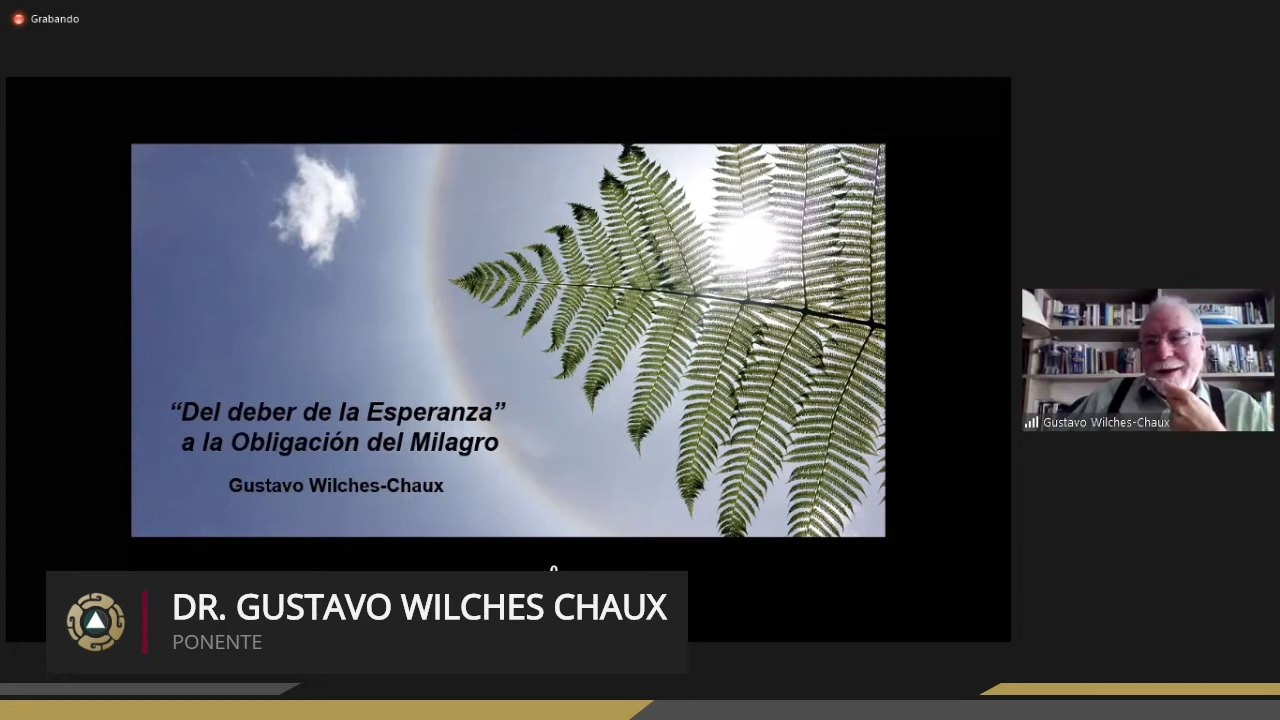 Grabando
“Del deber de la Esperanza”
a la Obligación del Milagro
Gustavo Wilches-Chaux
Gustavo Wilches-Chaux
DR. GUSTAVO WILCHES CHAUX
PONENTE